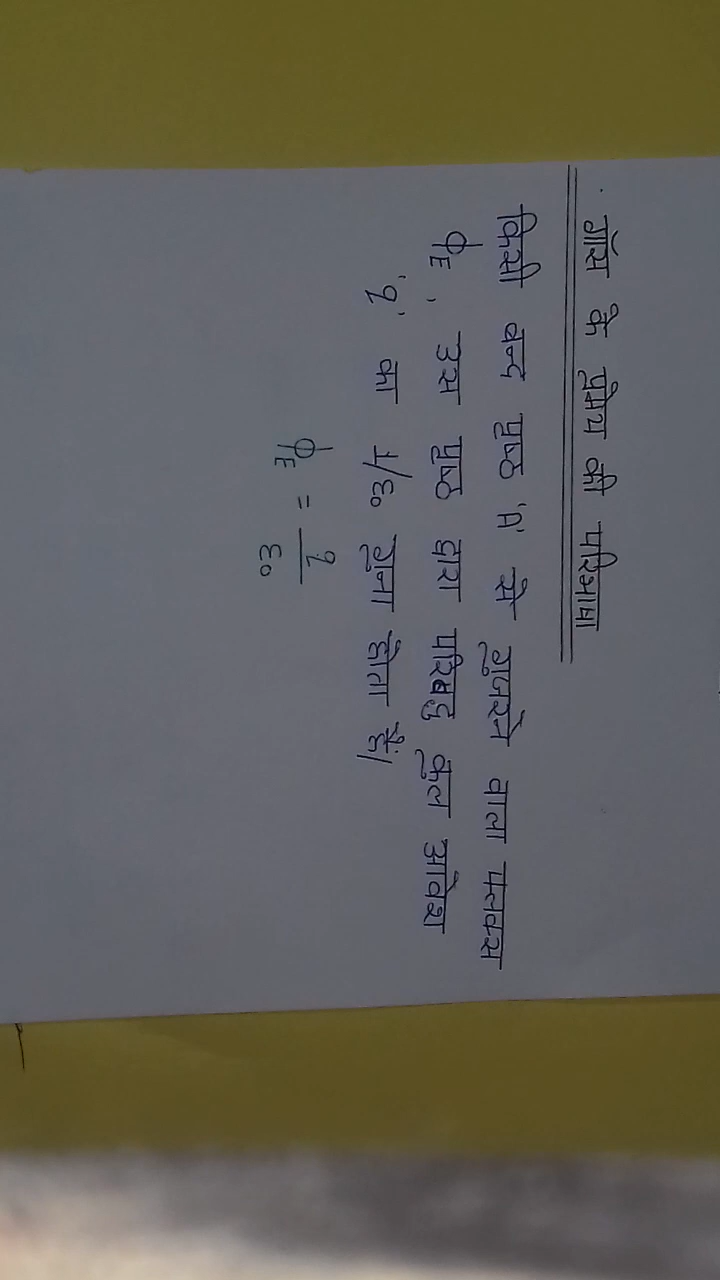 गॉस के प्रमेय की परिभाषा
किसी बन्द पृष्ठ 'A' से गुजरने वाला फ्लक्स
ΦE, उस पृष्ठ द्वारा परिबद्ध कुल आवेश
'q' का 1/ε₀ गुना होता है।
ΦE = q/ε₀